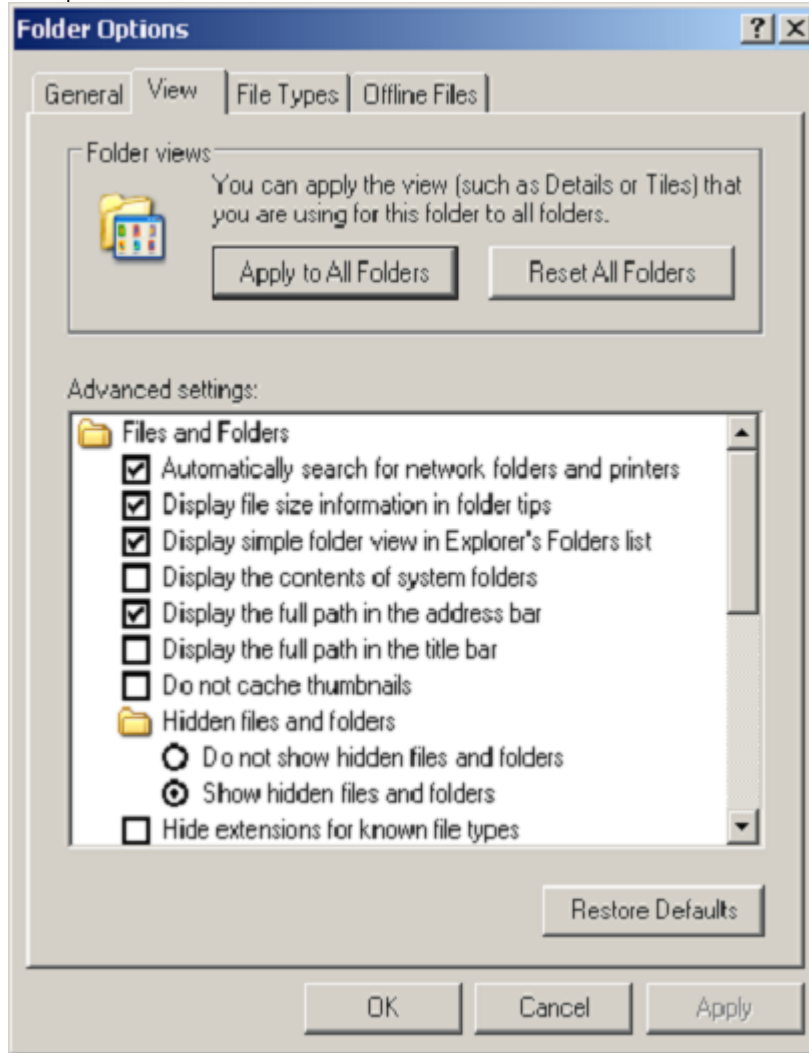 Folder Options
General View File Types Offline Files
Folder views
You can apply the view (such as Details or Tiles) that
you are using for this folder to all folders.
Apply to All Folders Reset All Folders
Advanced settings:
Files and Folders
Automatically search for network folders and printers
Display file size information in folder tips
Display simple folder view in Explorer's Folders list
Display the contents of system folders
Display the full path in the address bar
Display the full path in the title bar
Do not cache thumbnails
Hidden files and folders
Do not show hidden files and folders
Show hidden files and folders
Hide extensions for known file types
Restore Defaults
OK Cancel Apply